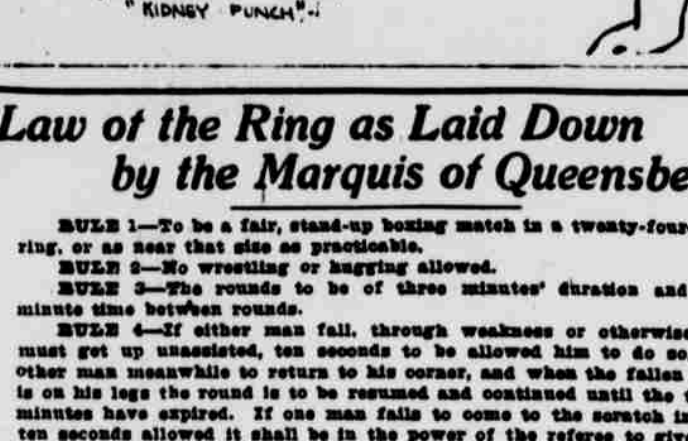 "KIDNEY PUNCH"-
Law of the Ring as Laid Down
by the Marquis of Queensbe
RULE 1—To be a fair, stand-up boxing match in a twenty-four
ring, or as near that size as practicable.
RULE 2—No wrestling or hugging allowed.
RULE 3—The rounds to be of three minutes' duration and
minute time between rounds.
RULE 4—If either man fall, through weakness or otherwise
must get up unassisted, ten seconds to be allowed him to do so
other man meanwhile to return to his corner, and when the fallen
is on his legs the round is to be resumed and continued until the
minutes have expired. If one man fails to come to the scratch in
ten seconds allowed it shall be in the power of the referee to giv